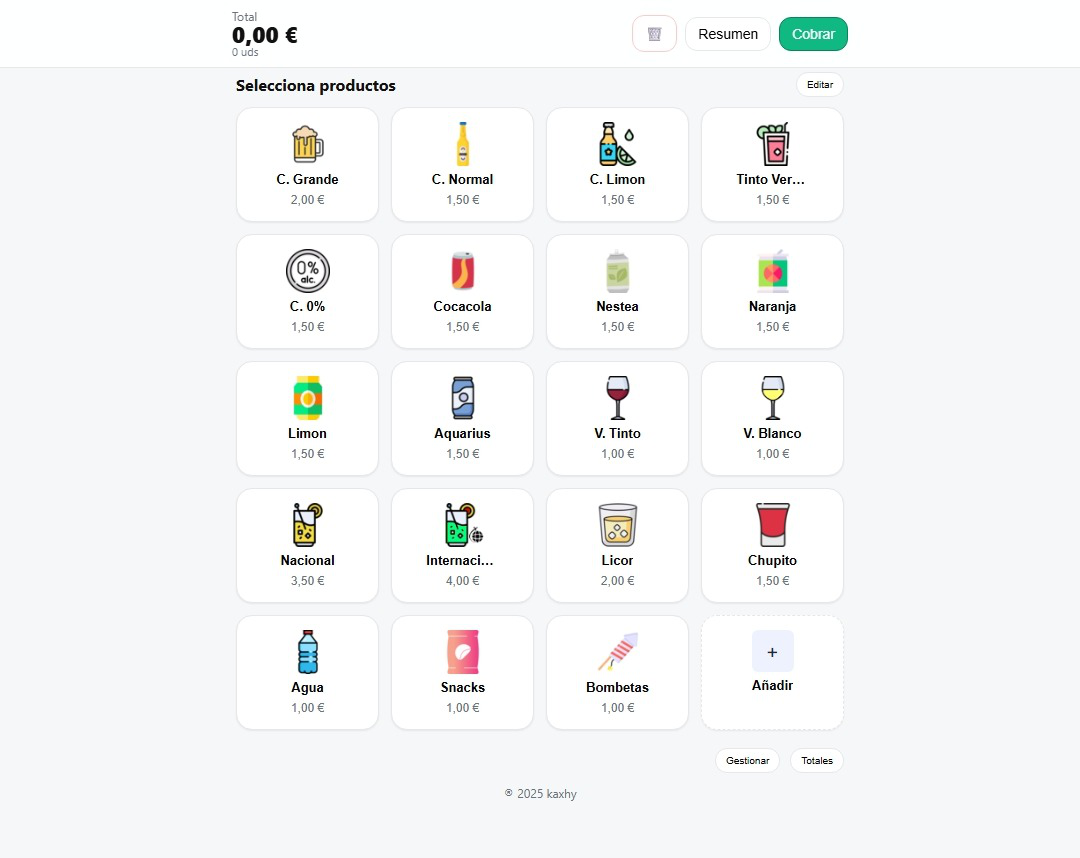 Total
0,00 €
0 uds
Resumen
Cobrar
Selecciona productos
Editar
C. Grande
2,00 €
C. Normal
1,50 €
C. Limon
1,50 €
Tinto Ver...
1,50 €
0%
alc.
C. 0%
1,50 €
Cocacola
1,50 €
Nestea
1,50 €
Naranja
1,50 €
Limon
1,50 €
Aquarius
1,50 €
V. Tinto
1,00 €
V. Blanco
1,00 €
Nacional
3,50 €
Internaci...
4,00 €
Licor
2,00 €
Chupito
1,50 €
Agua
1,00 €
Snacks
1,00 €
Bombetas
1,00 €
+
Añadir
Gestionar
Totales
® 2025 kaxhy